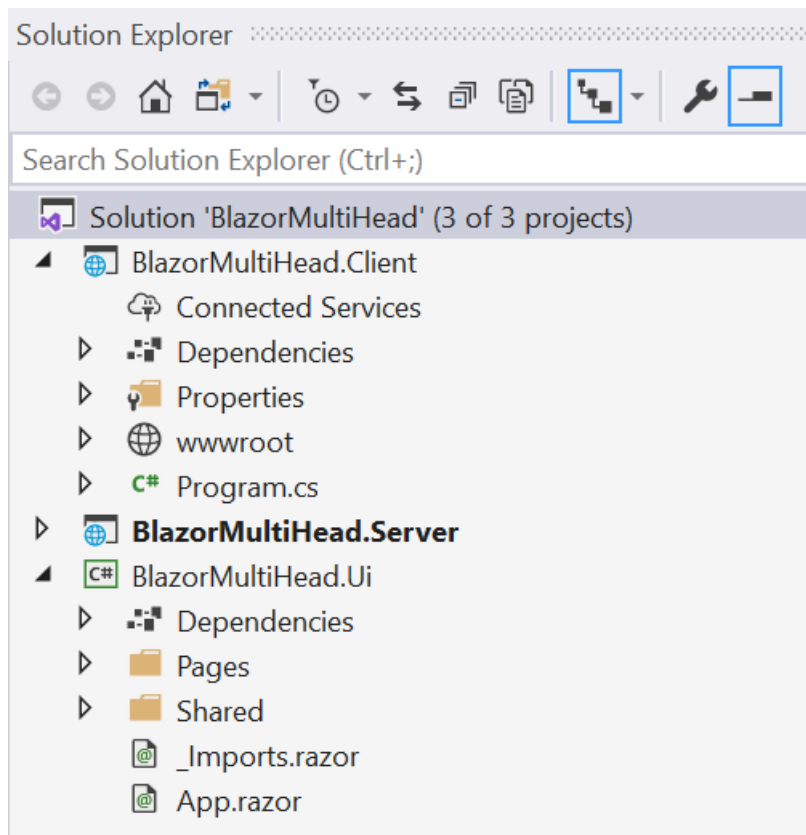 Solution Explorer
Search Solution Explorer (Ctrl+;)
Solution 'BlazorMultiHead' (3 of 3 projects)
BlazorMultiHead.Client
Connected Services
Dependencies
Properties
wwwroot
C# Program.cs
BlazorMultiHead.Server
C# BlazorMultiHead.Ui
Dependencies
Pages
Shared
@ _Imports.razor
@ App.razor